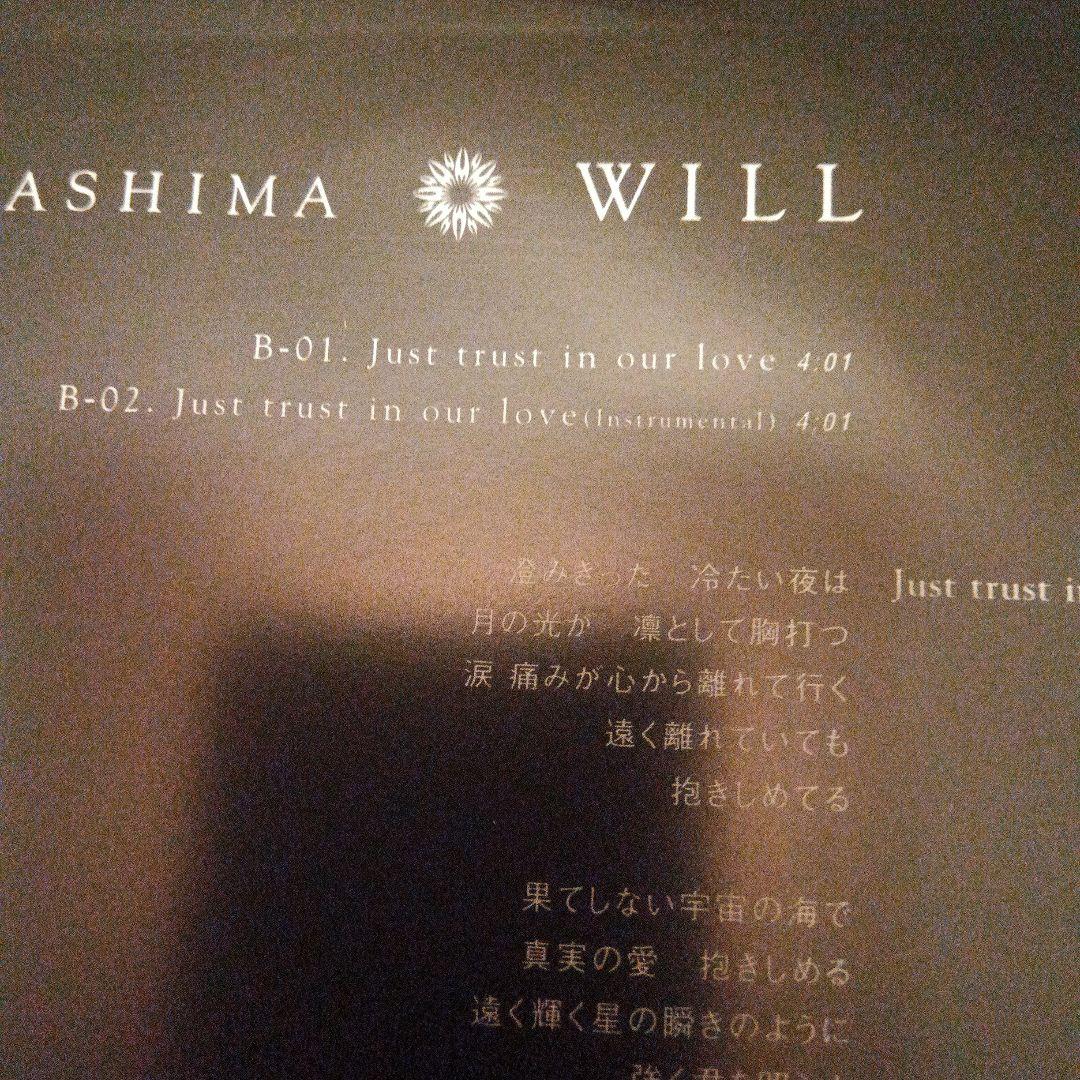 ASHIMA WILL
B-01. Just trust in our love 4:01
B-02. Just trust in our love(Instrumental) 4:01
澄みきった 冷たい夜は
Just trust i
月の光が 凛として胸打つ
涙 痛みが心から離れて行く
遠く離れていても
抱きしめてる
果てしない宇宙の海で
真実の愛 抱きしめる
遠く輝く星の瞬きのように
強く君を照